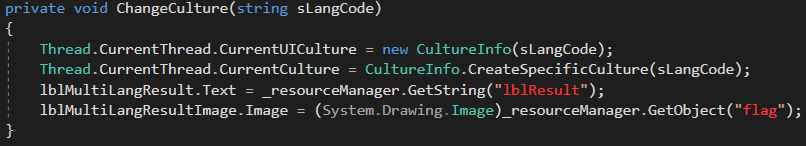 private void ChangeCulture(string sLangCode)
{
Thread.CurrentThread.CurrentUICulture = new CultureInfo(sLangCode);
Thread.CurrentThread.CurrentCulture = CultureInfo.CreateSpecificCulture(sLangCode);
lblMultiLangResult.Text = _resourceManager.GetString("lblResult");
lblMultiLangResultImage.Image = (System.Drawing.Image)_resourceManager.GetObject("flag");
}